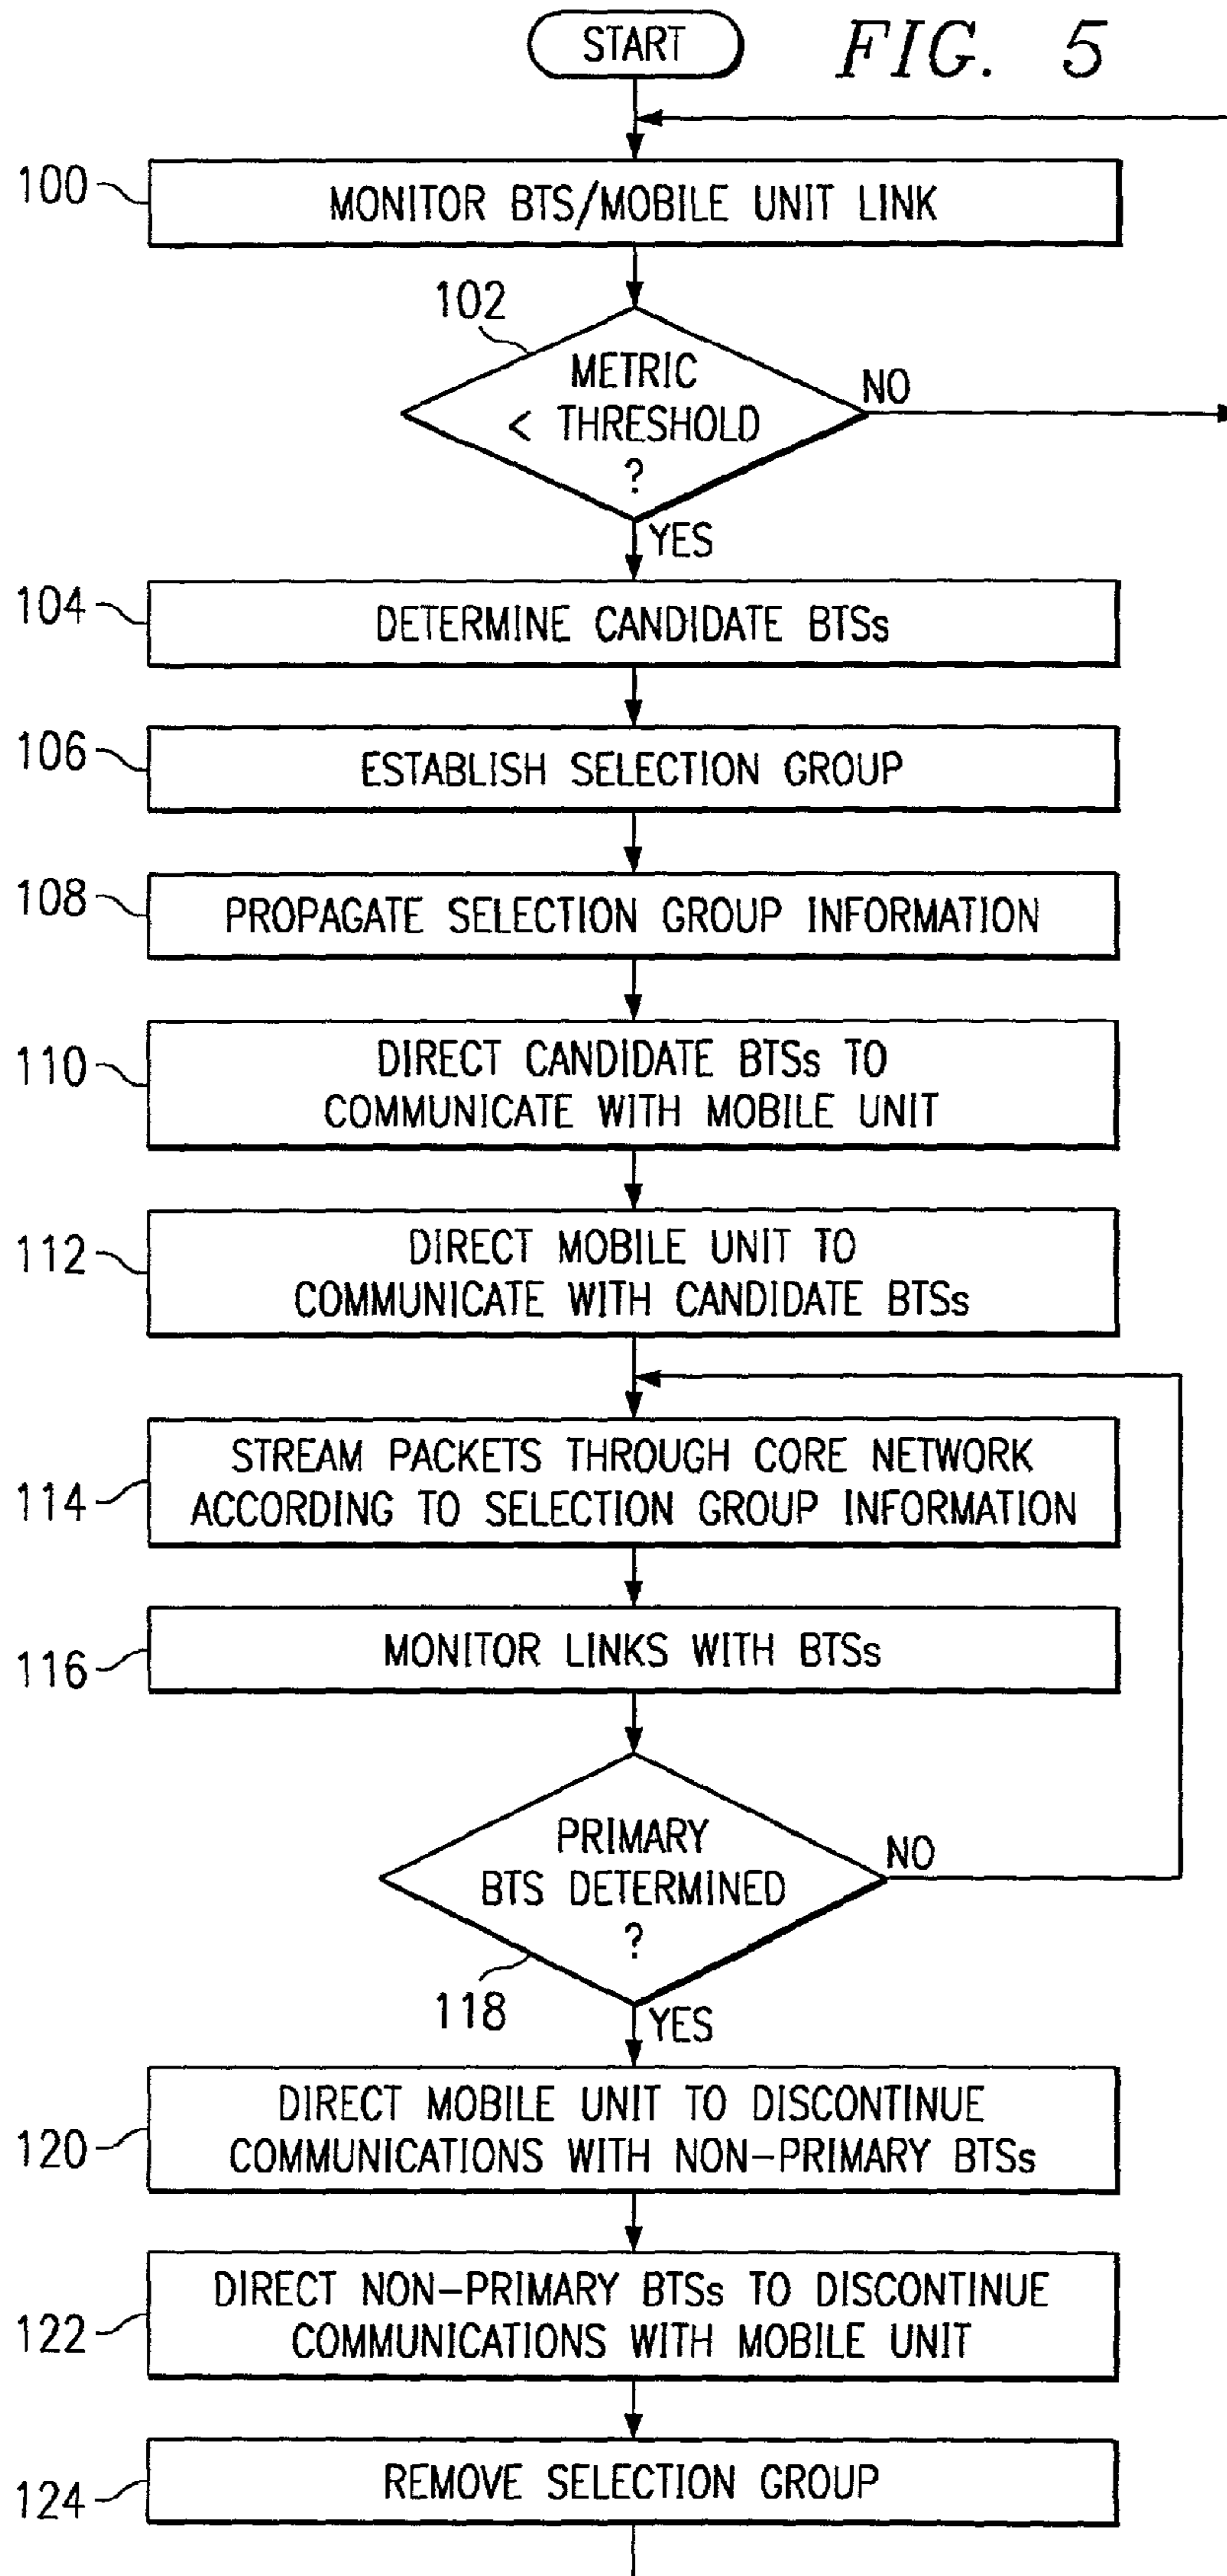 START
FIG. 5
100
MONITOR BTS/MOBILE UNIT LINK
102
METRIC
< THRESHOLD
?
NO
YES
104
DETERMINE CANDIDATE BTSs
106
ESTABLISH SELECTION GROUP
108
PROPAGATE SELECTION GROUP INFORMATION
110
DIRECT CANDIDATE BTSs TO
COMMUNICATE WITH MOBILE UNIT
112
DIRECT MOBILE UNIT TO
COMMUNICATE WITH CANDIDATE BTSs
114
STREAM PACKETS THROUGH CORE NETWORK
ACCORDING TO SELECTION GROUP INFORMATION
116
MONITOR LINKS WITH BTSs
PRIMARY
BTS DETERMINED
?
NO
118
YES
120
DIRECT MOBILE UNIT TO DISCONTINUE
COMMUNICATIONS WITH NON-PRIMARY BTSs
122
DIRECT NON-PRIMARY BTSs TO DISCONTINUE
COMMUNICATIONS WITH MOBILE UNIT
124
REMOVE SELECTION GROUP